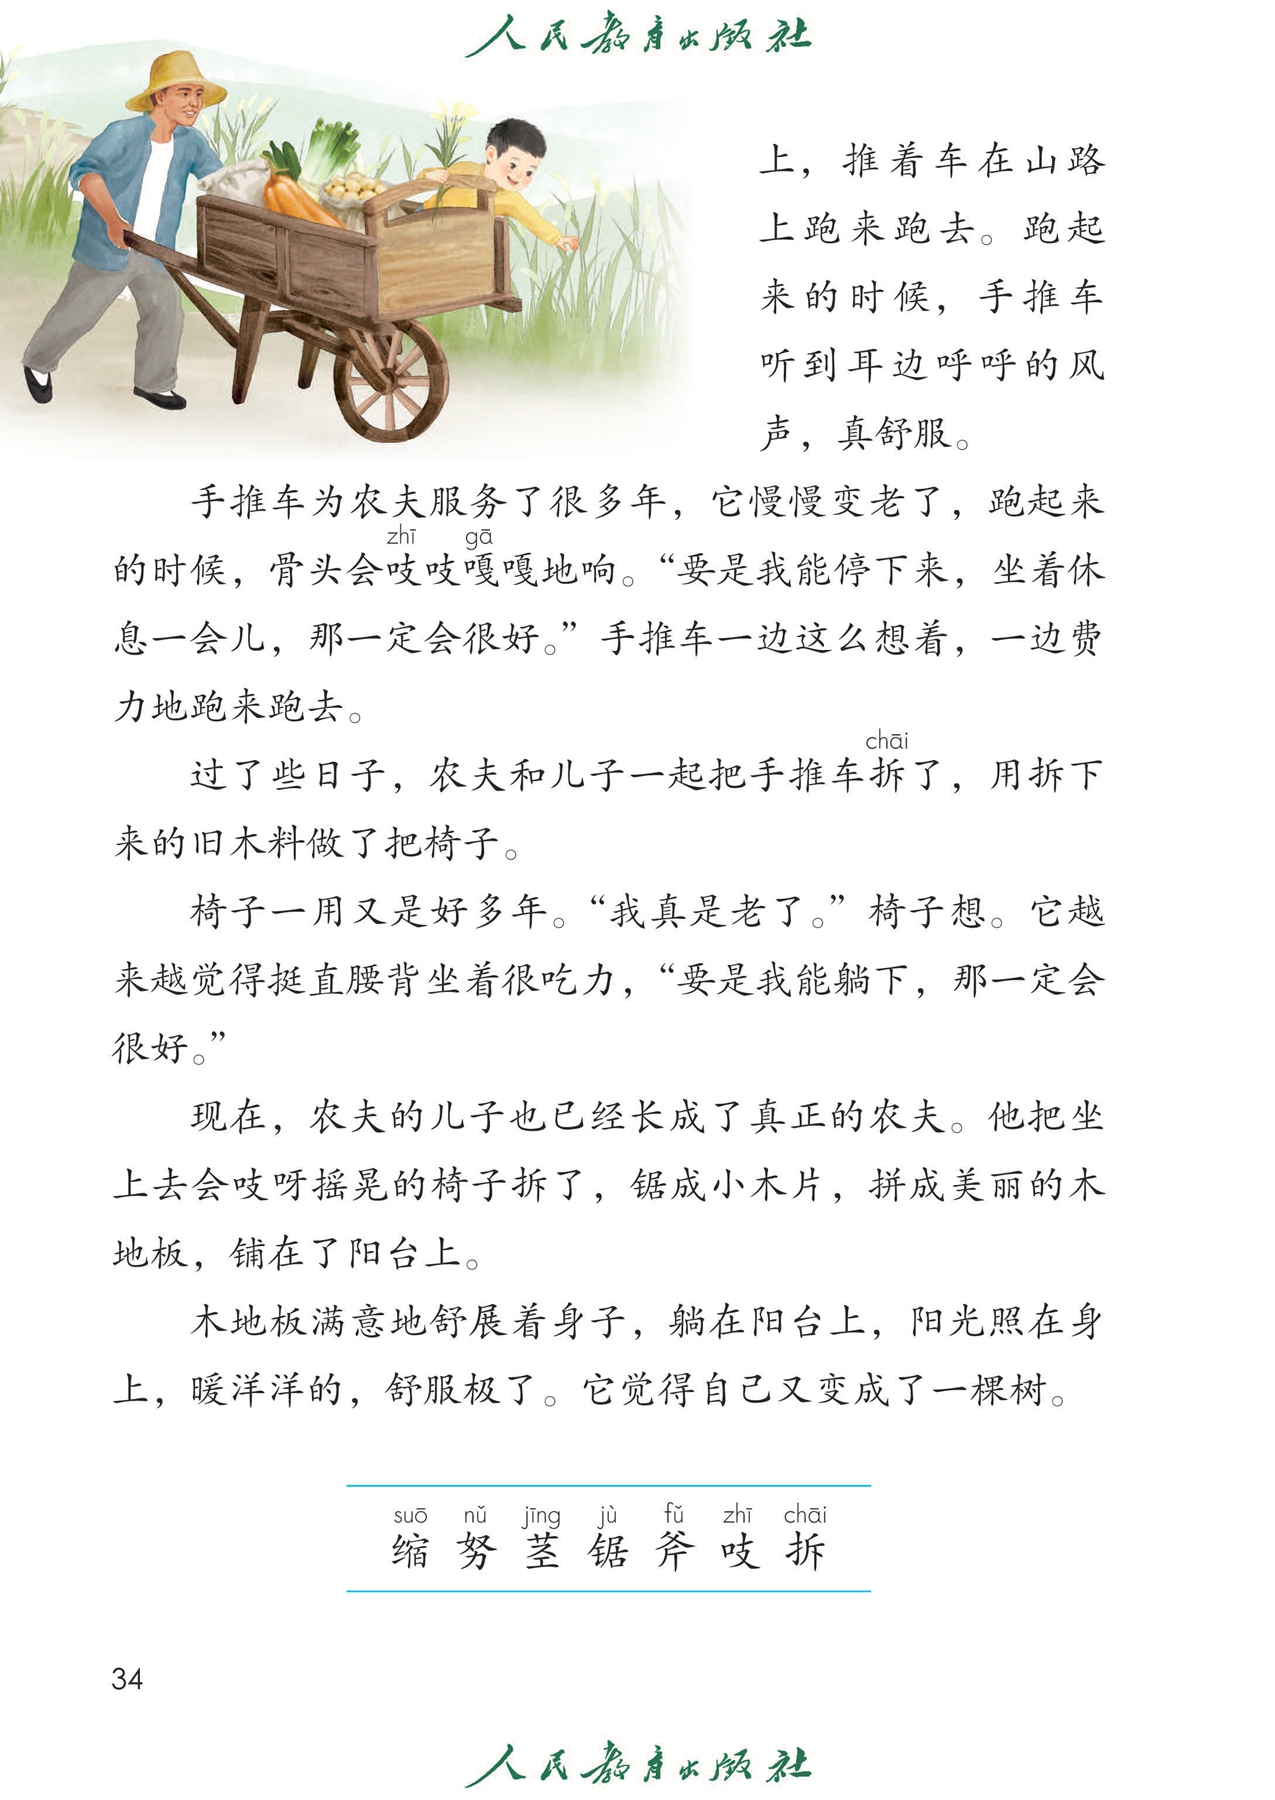 人民教育出版社
上，推着车在山路
上跑来跑去。跑起
来的时候，手推车
听到耳边呼呼的风
声，真舒服。
手推车为农夫服务了很多年，它慢慢变老了，跑起来
zhī gā
的时候，骨头会吱吱嘎嘎地响。“要是我能停下来，坐着休
息一会儿，那一定会很好。”手推车一边这么想着，一边费
力地跑来跑去。
chāi
过了些日子，农夫和儿子一起把手推车拆了，用拆下
来的旧木料做了把椅子。
椅子一用又是好多年。“我真是老了。”椅子想。它越
来越觉得挺直腰背坐着很吃力，“要是我能躺下，那一定会
很好。”
现在，农夫的儿子也已经长成了真正的农夫。他把坐
上去会吱呀摇晃的椅子拆了，锯成小木片，拼成美丽的木
地板，铺在了阳台上。
木地板满意地舒展着身子，躺在阳台上，阳光照在身
上，暖洋洋的，舒服极了。它觉得自己又变成了一棵树。
suō nǔ jīng jù fǔ zhī chāi
缩 努 茎 锯 斧 吱 拆
34
人民教育出版社